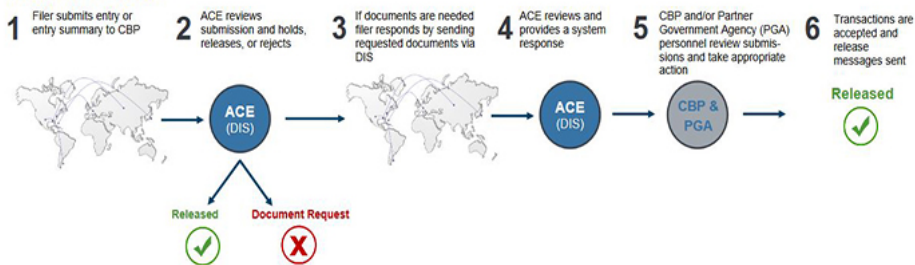 1
Filer submits entry or
entry summary to CBP
2
ACE reviews
submission and holds,
releases, or rejects
3
If documents are needed
filer responds by sending
requested documents via
DIS
4
ACE reviews and
provides a system
response
5
CBP and/or Partner
Government Agency (PGA)
personnel review submis-
sions and take appropriate
action
6
Transactions are
accepted and
release
messages sent
ACE
(DIS)
ACE
(DIS)
CBP &
PGA
Released
Released
Document Request
X